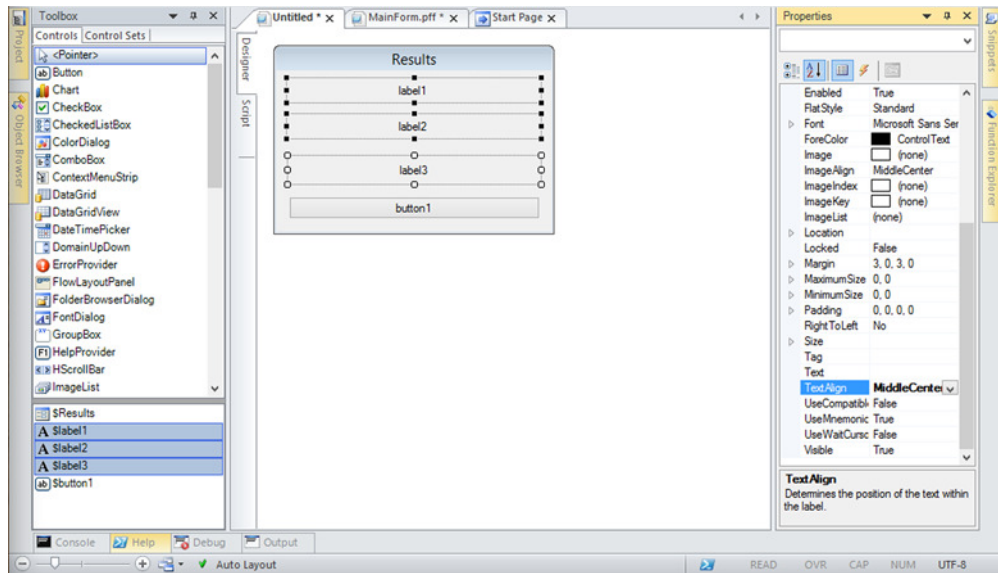 Toolbox
Controls Control Sets
<Pointer>
Button
Chart
CheckBox
CheckedListBox
ColorDialog
ComboBox
ContextMenuStrip
DataGrid
DataGridView
DateTimePicker
DomainUpDown
ErrorProvider
FlowLayoutPanel
FolderBrowserDialog
FontDialog
GroupBox
HelpProvider
HScrollBar
ImageList
$Results
A $label1
A $label2
A $label3
ab $button1
Project
Object Browser
Untitled * x
MainForm.pff * x
Start Page x
Designer
Script
Results
label1
label2
label3
button1
Properties
Enabled True
FlatStyle Standard
Font Microsoft Sans Ser
ForeColor ControlText
Image (none)
ImageAlign MiddleCenter
ImageIndex (none)
ImageKey (none)
ImageList (none)
Location
Locked False
Margin 3, 0, 3, 0
MaximumSize 0, 0
MinimumSize 0, 0
Padding 0, 0, 0, 0
RightToLeft No
Size
Tag
Text
TextAlign MiddleCenter
UseCompatibl False
UseMnemonic True
UseWaitCursc False
Visible True
TextAlign
Determines the position of the text within
the label.
Snippets
Function Explorer
Console Help Debug Output
Auto Layout
READ OVR CAP NUM UTF-8